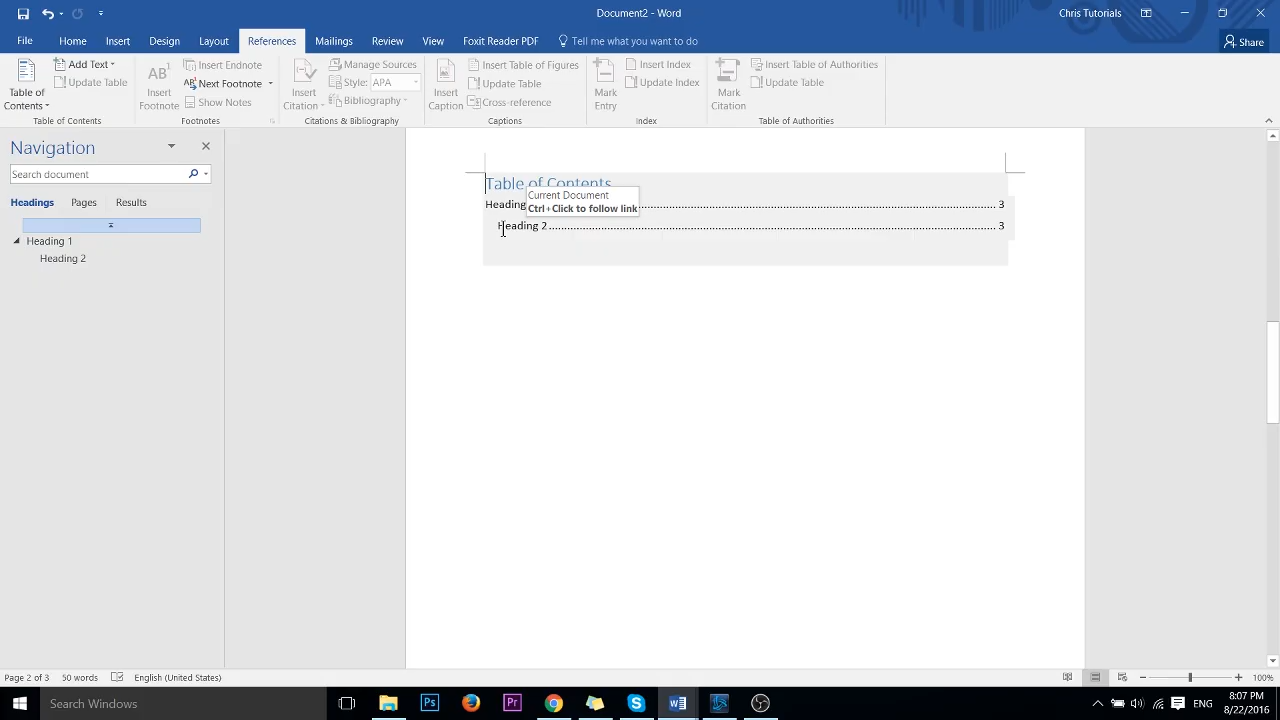 Document2 - Word
Chris Tutorials
File Home Insert Design Layout References Mailings Review View Foxit Reader PDF Tell me what you want to do Share
Table of Contents
Add Text
Update Table
Table of Contents
AB1
Insert Footnote
Insert Endnote
Next Footnote
Show Notes
Footnotes
Insert Citation
Manage Sources
Style: APA
Bibliography
Citations & Bibliography
Insert Caption
Insert Table of Figures
Update Table
Cross-reference
Captions
Mark Entry
Insert Index
Update Index
Index
Mark Citation
Insert Table of Authorities
Update Table
Table of Authorities
Navigation
Search document
Headings Pages Results
Heading 1
Heading 2
Table of Contents
Current Document
Ctrl+Click to follow link
Heading ........ 3
Heading 2 ........ 3
Page 2 of 3 50 words English (United States) 100%
Search Windows
Ps
Pr
ENG
8:07 PM
8/22/2016